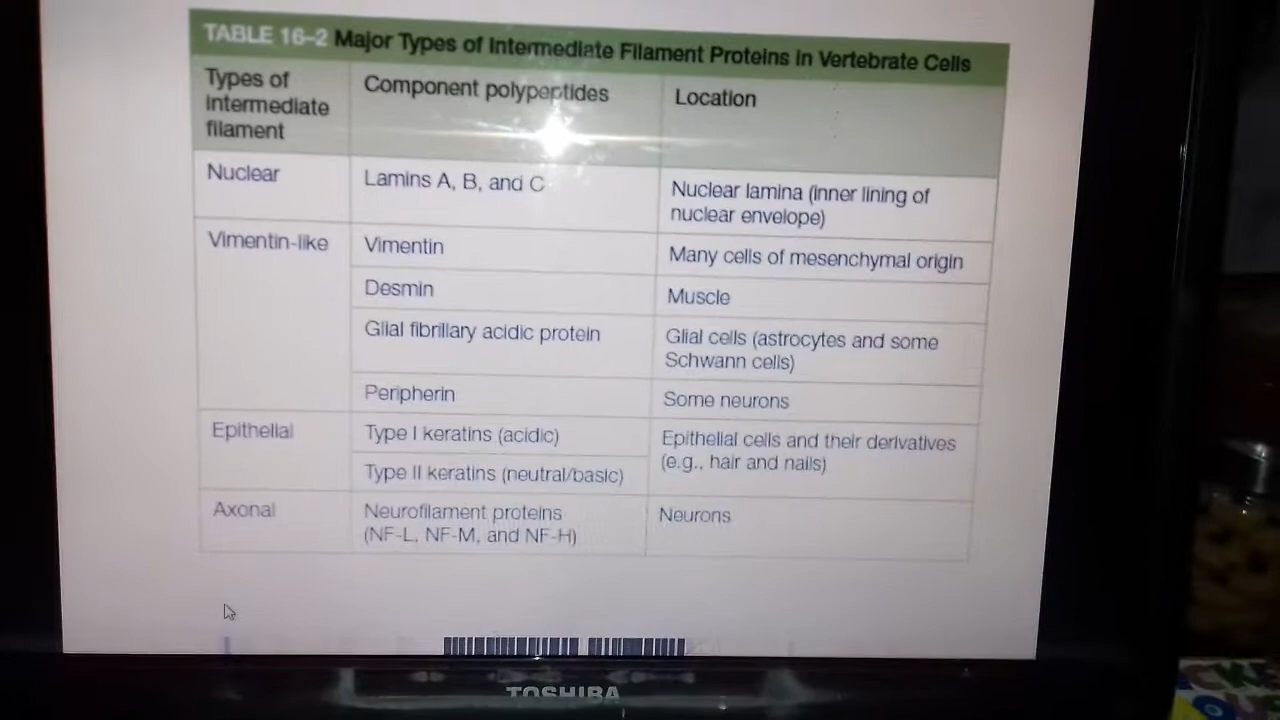 TABLE 16–2 Major Types of Intermediate Filament Proteins in Vertebrate Cells
Types of
intermediate
filament
Component polypeptides
Location
Nuclear
Lamins A, B, and C
Nuclear lamina (inner lining of
nuclear envelope)
Vimentin-like
Vimentin
Many cells of mesenchymal origin
Desmin
Muscle
Glial fibrillary acidic protein
Glial cells (astrocytes and some
Schwann cells)
Peripherin
Some neurons
Epithelial
Type I keratins (acidic)
Type II keratins (neutral/basic)
Epithelial cells and their derivatives
(e.g., hair and nails)
Axonal
Neurofilament proteins
(NF-L, NF-M, and NF-H)
Neurons
TOSHIBA